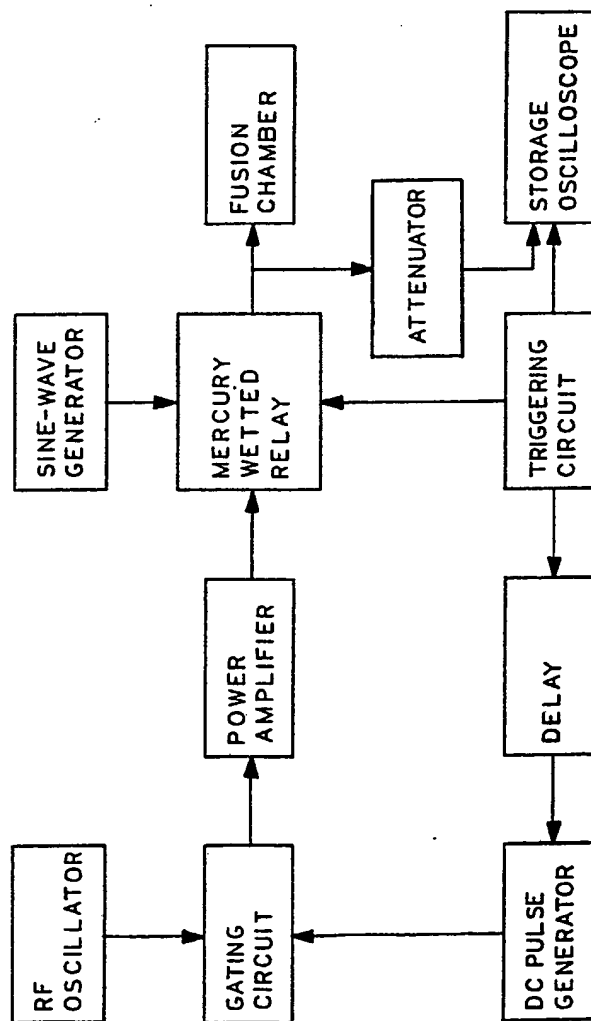 RF
OSCILLATOR
SINE-WAVE
GENERATOR
GATING
CIRCUIT
POWER
AMPLIFIER
MERCURY
WETTED
RELAY
FUSION
CHAMBER
ATTENUATOR
DC PULSE
GENERATOR
DELAY
TRIGGERING
CIRCUIT
STORAGE
OSCILLOSCOPE